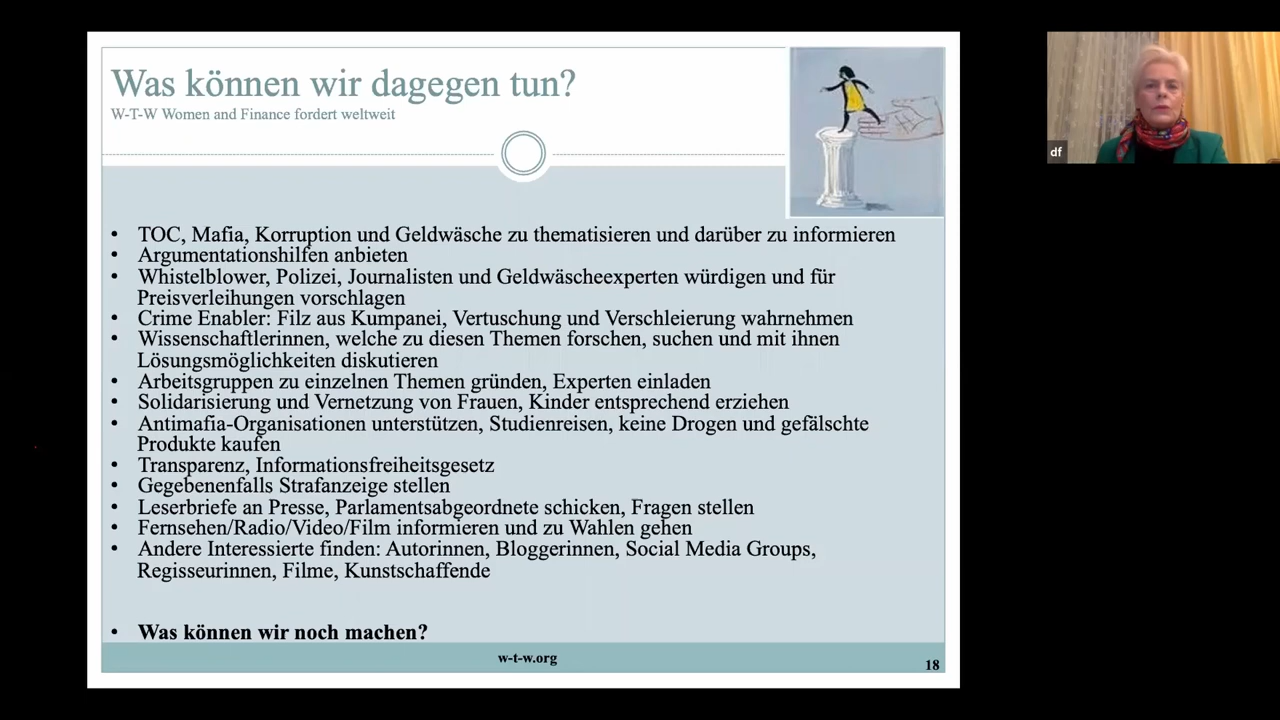 Was können wir dagegen tun?
W-T-W Women and Finance fordert weltweit
• TOC, Mafia, Korruption und Geldwäsche zu thematisieren und darüber zu informieren
• Argumentationshilfen anbieten
• Whistelblower, Polizei, Journalisten und Geldwäscheexperten würdigen und für
Preisverleihungen vorschlagen
• Crime Enabler: Filz aus Kumpanei, Vertuschung und Verschleierung wahrnehmen
• Wissenschaftlerinnen, welche zu diesen Themen forschen, suchen und mit ihnen
Lösungsmöglichkeiten diskutieren
• Arbeitsgruppen zu einzelnen Themen gründen, Experten einladen
• Solidarisierung und Vernetzung von Frauen, Kinder entsprechend erziehen
• Antimafia-Organisationen unterstützen, Studienreisen, keine Drogen und gefälschte
Produkte kaufen
• Transparenz, Informationsfreiheitsgesetz
• Gegebenenfalls Strafanzeige stellen
• Leserbriefe an Presse, Parlamentsabgeordnete schicken, Fragen stellen
• Fernsehen/Radio/Video/Film informieren und zu Wahlen gehen
• Andere Interessierte finden: Autorinnen, Bloggerinnen, Social Media Groups,
Regisseurinnen, Filme, Kunstschaffende
• Was können wir noch machen?
w-t-w.org
18
df